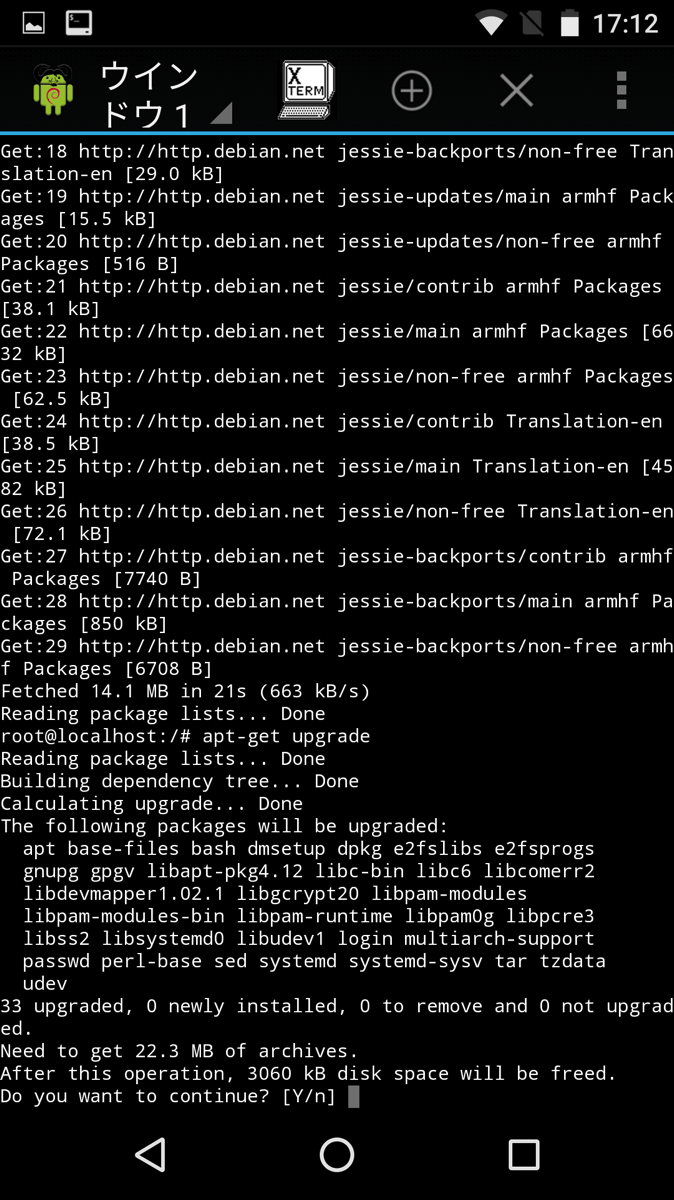 17:12
ウイン
ドウ１
X
TERM
Get:18 http://http.debian.net jessie-backports/non-free Tran
slation-en [29.0 kB]
Get:19 http://http.debian.net jessie-updates/main armhf Pack
ages [15.5 kB]
Get:20 http://http.debian.net jessie-updates/non-free armhf
Packages [516 B]
Get:21 http://http.debian.net jessie/contrib armhf Packages
[38.1 kB]
Get:22 http://http.debian.net jessie/main armhf Packages [66
32 kB]
Get:23 http://http.debian.net jessie/non-free armhf Packages
 [62.5 kB]
Get:24 http://http.debian.net jessie/contrib Translation-en
[38.5 kB]
Get:25 http://http.debian.net jessie/main Translation-en [45
82 kB]
Get:26 http://http.debian.net jessie/non-free Translation-en
 [72.1 kB]
Get:27 http://http.debian.net jessie-backports/contrib armhf
 Packages [7740 B]
Get:28 http://http.debian.net jessie-backports/main armhf Pa
ckages [850 kB]
Get:29 http://http.debian.net jessie-backports/non-free armh
f Packages [6708 B]
Fetched 14.1 MB in 21s (663 kB/s)
Reading package lists... Done
root@localhost:/# apt-get upgrade
Reading package lists... Done
Building dependency tree... Done
Calculating upgrade... Done
The following packages will be upgraded:
  apt base-files bash dmsetup dpkg e2fslibs e2fsprogs
  gnupg gpgv libapt-pkg4.12 libc-bin libc6 libcomerr2
  libdevmapper1.02.1 libgcrypt20 libpam-modules
  libpam-modules-bin libpam-runtime libpam0g libpcre3
  libss2 libsystemd0 libudev1 login multiarch-support
  passwd perl-base sed systemd systemd-sysv tar tzdata
  udev
33 upgraded, 0 newly installed, 0 to remove and 0 not upgrad
ed.
Need to get 22.3 MB of archives.
After this operation, 3060 kB disk space will be freed.
Do you want to continue? [Y/n]